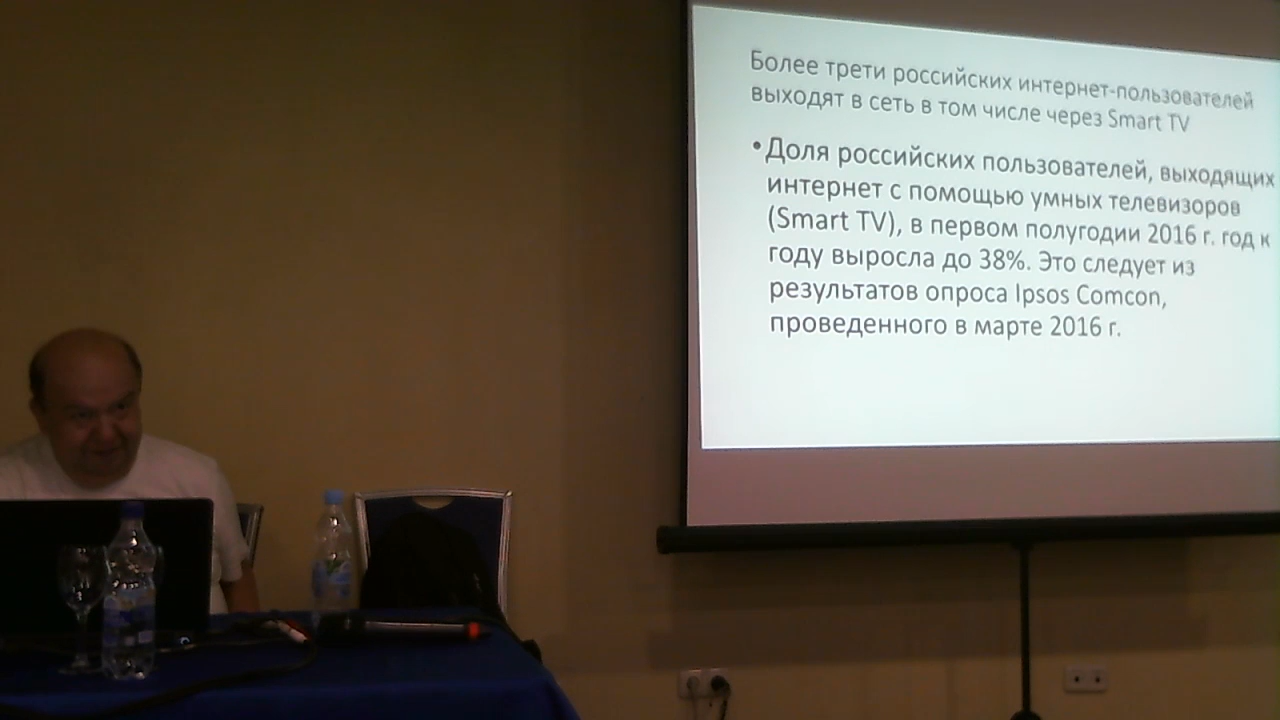 Более трети российских интернет-пользователей
выходят в сеть в том числе через Smart TV
•Доля российских пользователей, выходящих
интернет с помощью умных телевизоров
(Smart TV), в первом полугодии 2016 г. год к
году выросла до 38%. Это следует из
результатов опроса Ipsos Comcon,
проведенного в марте 2016 г.